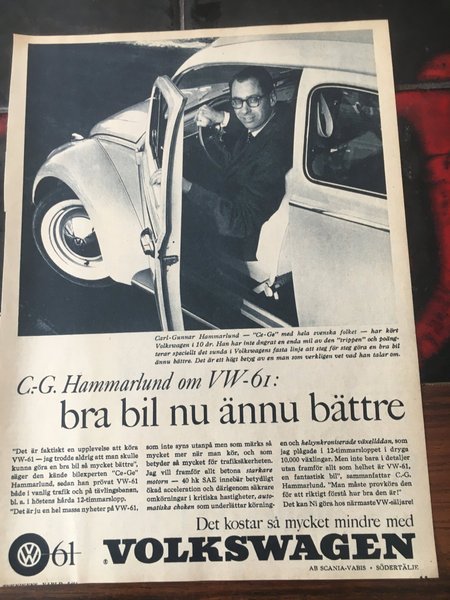 Carl-Gunnar Hammarlund — "Ce-Ge" med hela svenska folket — har kört
Volkswagen i 10 år. Han har inte ångrat en enda mil av den "trippen" och poäng-
terar speciellt det sunda i Volkswagens fasta linje att steg för steg göra en bra bil
ännu bättre. Det är ett högt betyg av en man som verkligen vet vad han talar om.
C.-G. Hammarlund om VW-61:
bra bil nu ännu bättre
"Det är faktiskt en upplevelse att köra
VW-61 — jag trodde aldrig att man skulle
kunna göra en bra bil så mycket bättre",
säger den kände bilexperten "Ce-Ge"
Hammarlund, sedan han prövat VW-61
både i vanlig trafik och på tävlingsbanan,
bl. a. i höstens hårda 12-timmarslopp.
"Det är ju en hel massa nyheter på VW-61,
som inte syns utanpå men som märks så
mycket mer när man kör, och som
betyder så mycket för trafiksäkerheten.
Jag vill framför allt betona starkare
motorn — 40 hk SAE innebär betydligt
ökad acceleration och därigenom säkrare
omkörningar i kritiska hastigheter, auto-
matiska choken som underlättar körning-
en och helsynkroniserade växellådan, som
jag plågade i 12-timmarsloppet i dryga
10,000 växlingar. Men inte bara i detaljer
utan framför allt som helhet är VW-61,
en fantastisk bil", sammanfattar C.-G.
Hammarlund. "Man måste provköra den
för att riktigt förstå hur bra den är!"
Det kan Ni göra hos närmaste VW-säljare!
Det kostar så mycket mindre med
VW 61 ® VOLKSWAGEN
AB SCANIA-VABIS • SÖDERTÄLJE